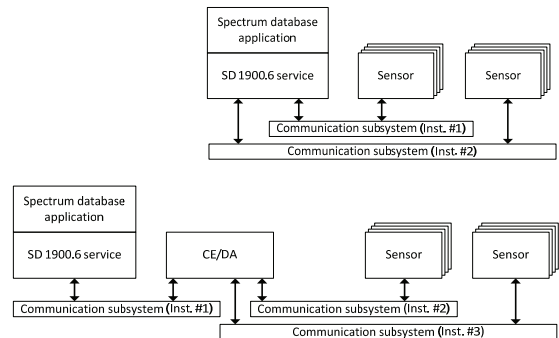 Spectrum database
application
SD 1900.6 service
Sensor
Sensor
Communication subsystem (Inst. #1)
Communication subsystem (Inst. #2)
Spectrum database
application
SD 1900.6 service
CE/DA
Sensor
Sensor
Communication subsystem (Inst. #1)
Communication subsystem (Inst. #2)
Communication subsystem (Inst. #3)